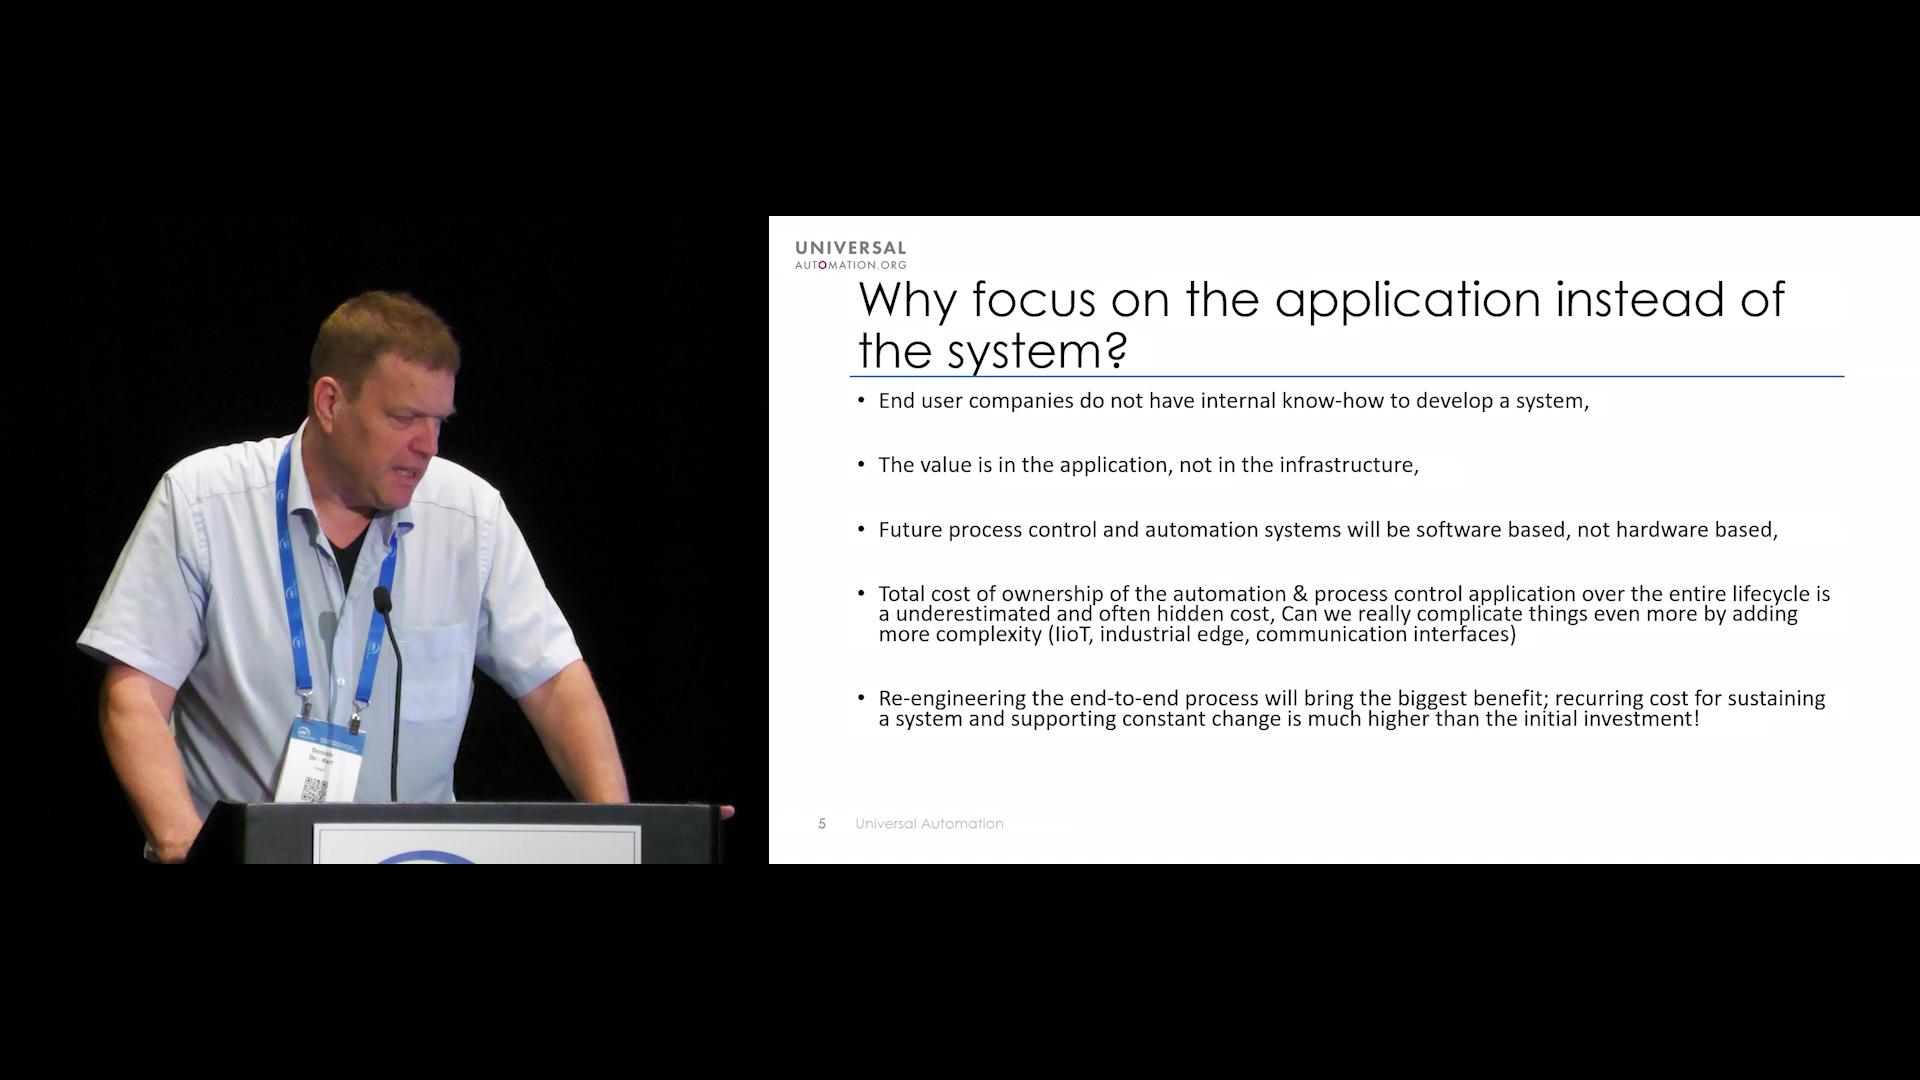 UNIVERSAL
AUTOMATION.ORG
Why focus on the application instead of
the system?
• End user companies do not have internal know-how to develop a system,
• The value is in the application, not in the infrastructure,
• Future process control and automation systems will be software based, not hardware based,
• Total cost of ownership of the automation & process control application over the entire lifecycle is
a underestimated and often hidden cost, Can we really complicate things even more by adding
more complexity (IioT, industrial edge, communication interfaces)
• Re-engineering the end-to-end process will bring the biggest benefit; recurring cost for sustaining
a system and supporting constant change is much higher than the initial investment!
5 Universal Automation